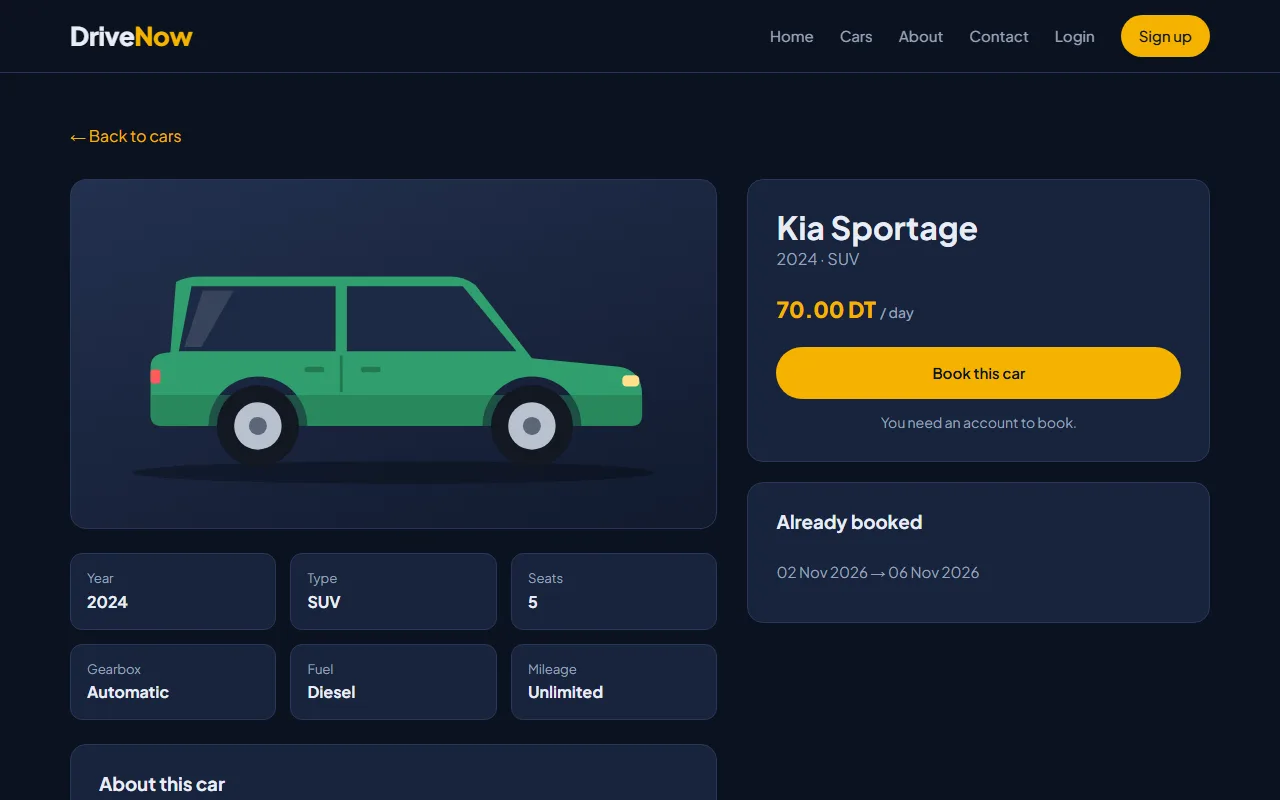 DriveNow
Home
Cars
About
Contact
Login
Sign up
← Back to cars
Kia Sportage
2024 · SUV
70.00 DT / day
Book this car
You need an account to book.
Already booked
02 Nov 2026 → 06 Nov 2026
Year
2024
Type
SUV
Seats
5
Gearbox
Automatic
Fuel
Diesel
Mileage
Unlimited
About this car